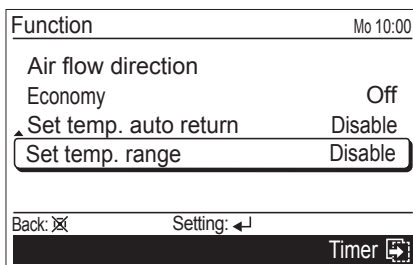 Function Mo 10:00
Air flow direction
Economy Off
Set temp. auto return Disable
Set temp. range Disable
Back: Setting:
Timer